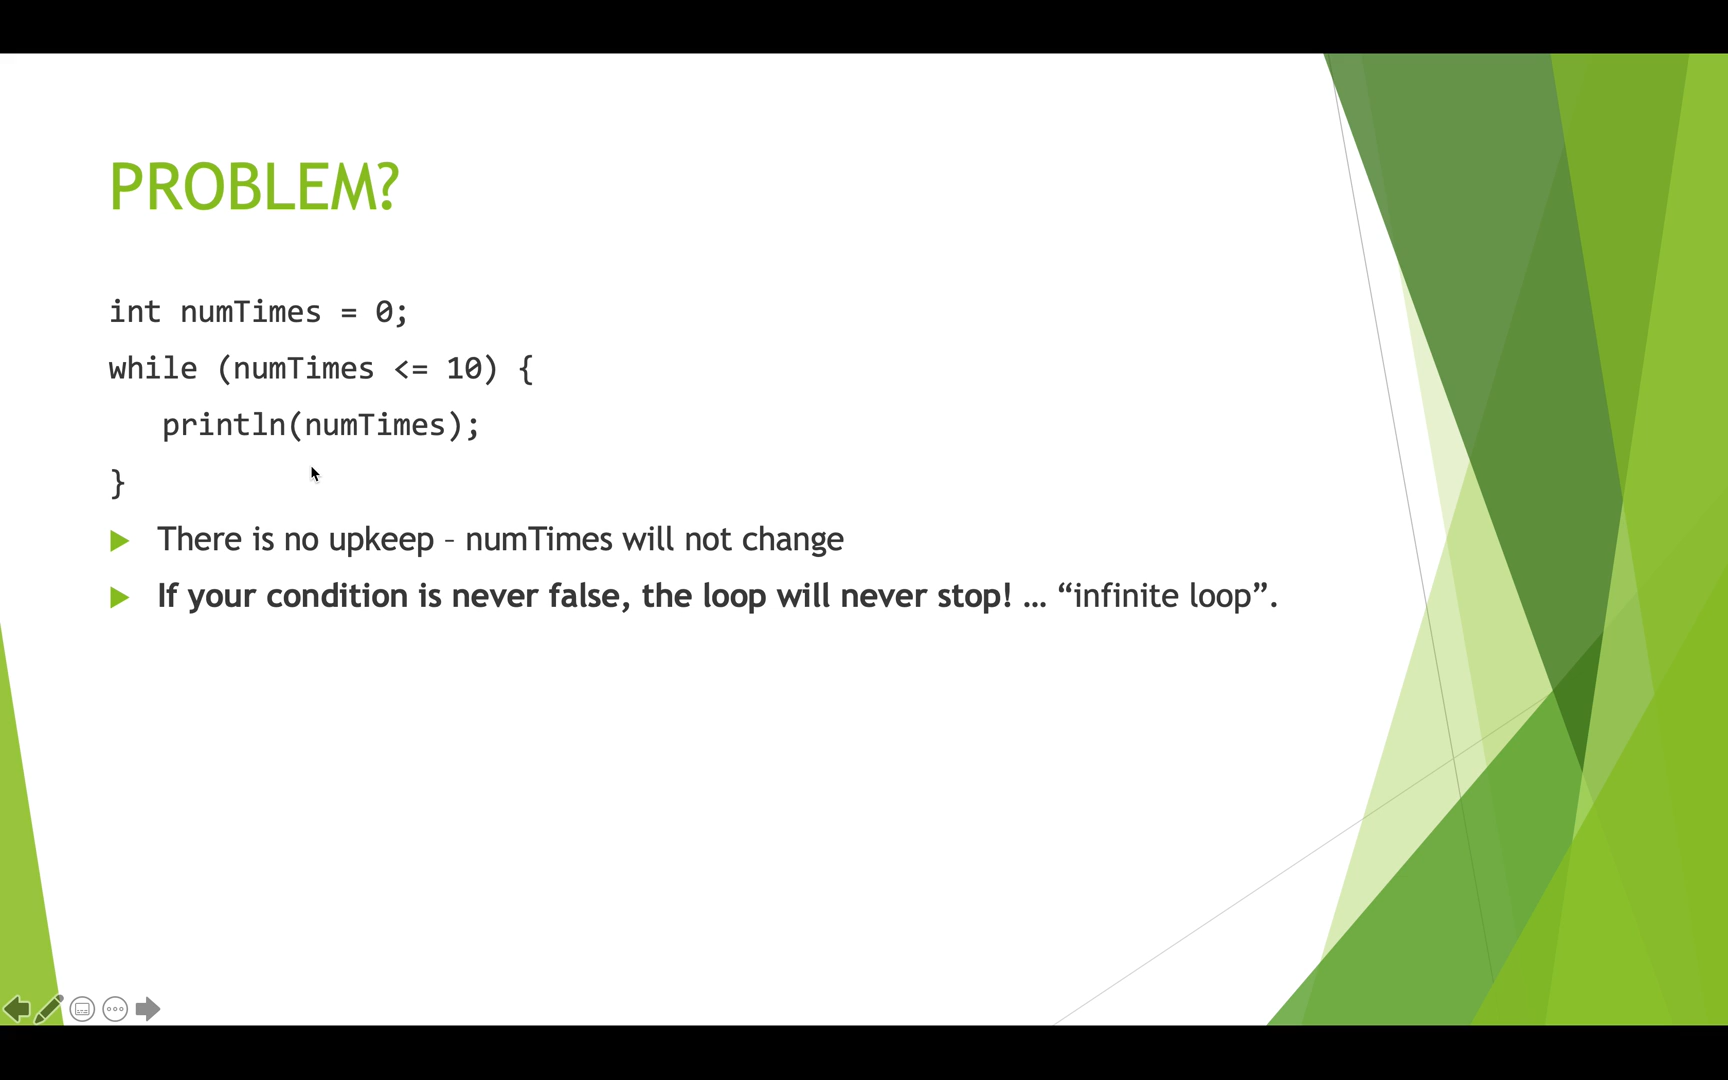 PROBLEM?
int numTimes = 0;
while (numTimes <= 10) {
println(numTimes);
}
There is no upkeep – numTimes will not change
If your condition is never false, the loop will never stop! … “infinite loop”.